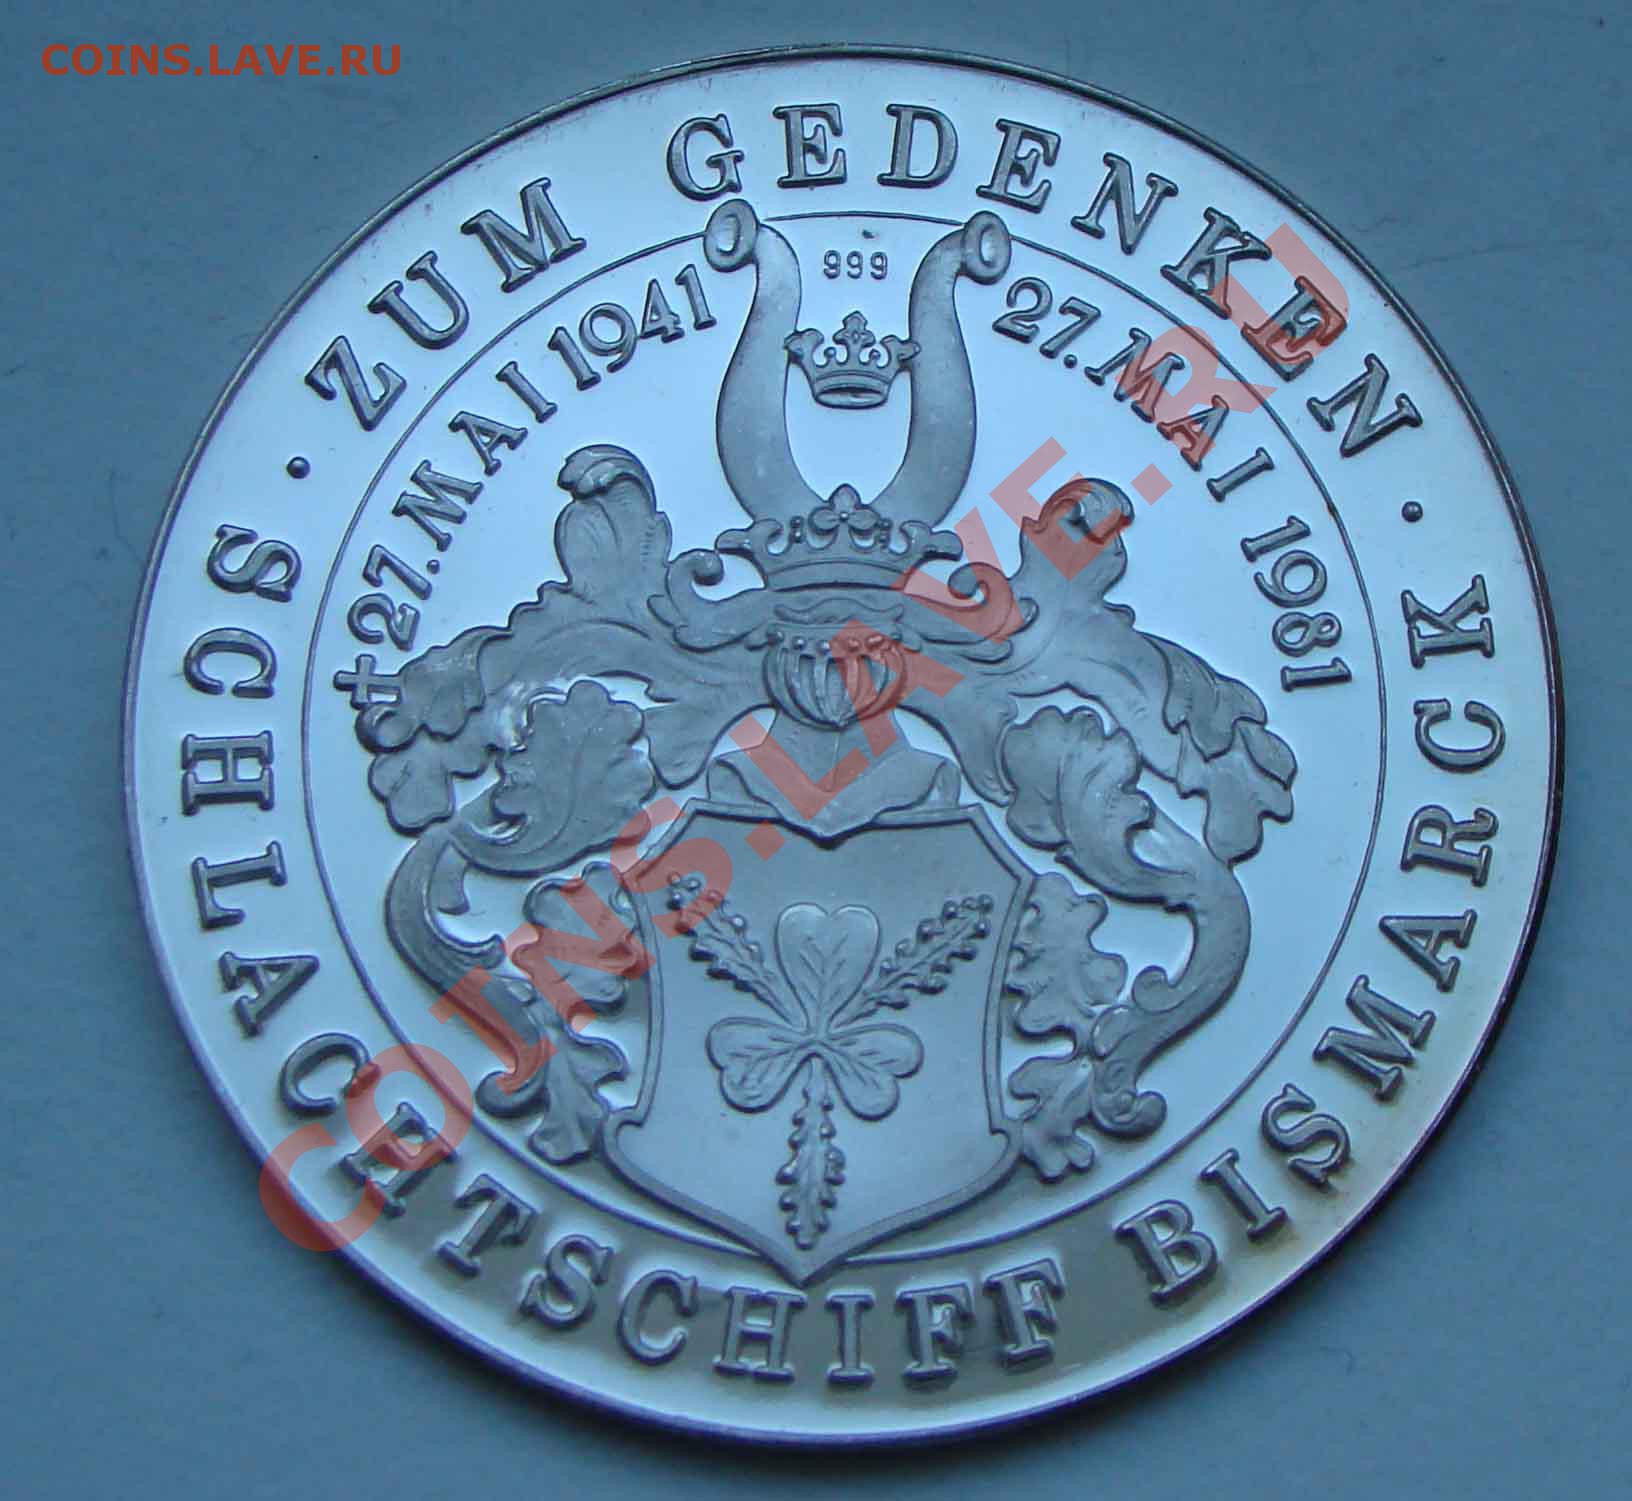 COINS.LAVE.RU
· ZUM GEDENKEN ·
SCHLACHTSCHIFF BISMARCK
✝ 27. MAI 1941
999
27. MAI 1981
COINS.LAVE.RU